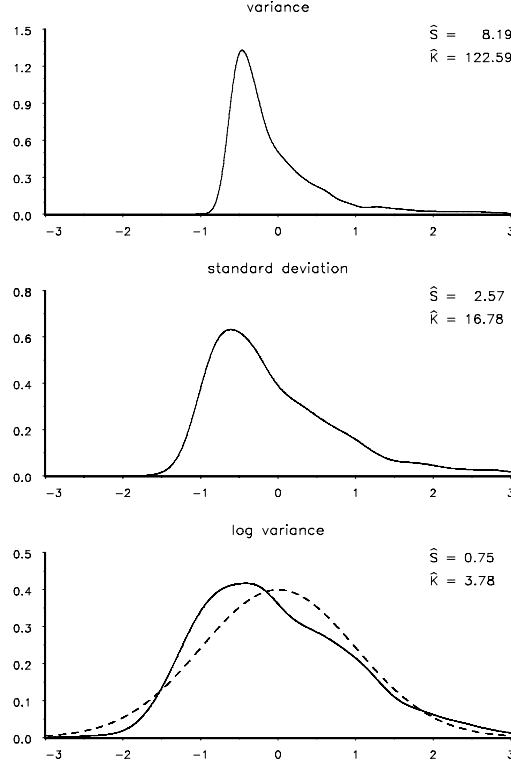 variance
Ŝ = 8.19
K̂ = 122.59
1.5
1.2
0.9
0.6
0.3
0.0
−3 −2 −1 0 1 2 3
standard deviation
Ŝ = 2.57
K̂ = 16.78
0.8
0.6
0.4
0.2
0.0
−3 −2 −1 0 1 2 3
log variance
Ŝ = 0.75
K̂ = 3.78
0.5
0.4
0.3
0.2
0.1
0.0
−3 −2 −1 0 1 2 3